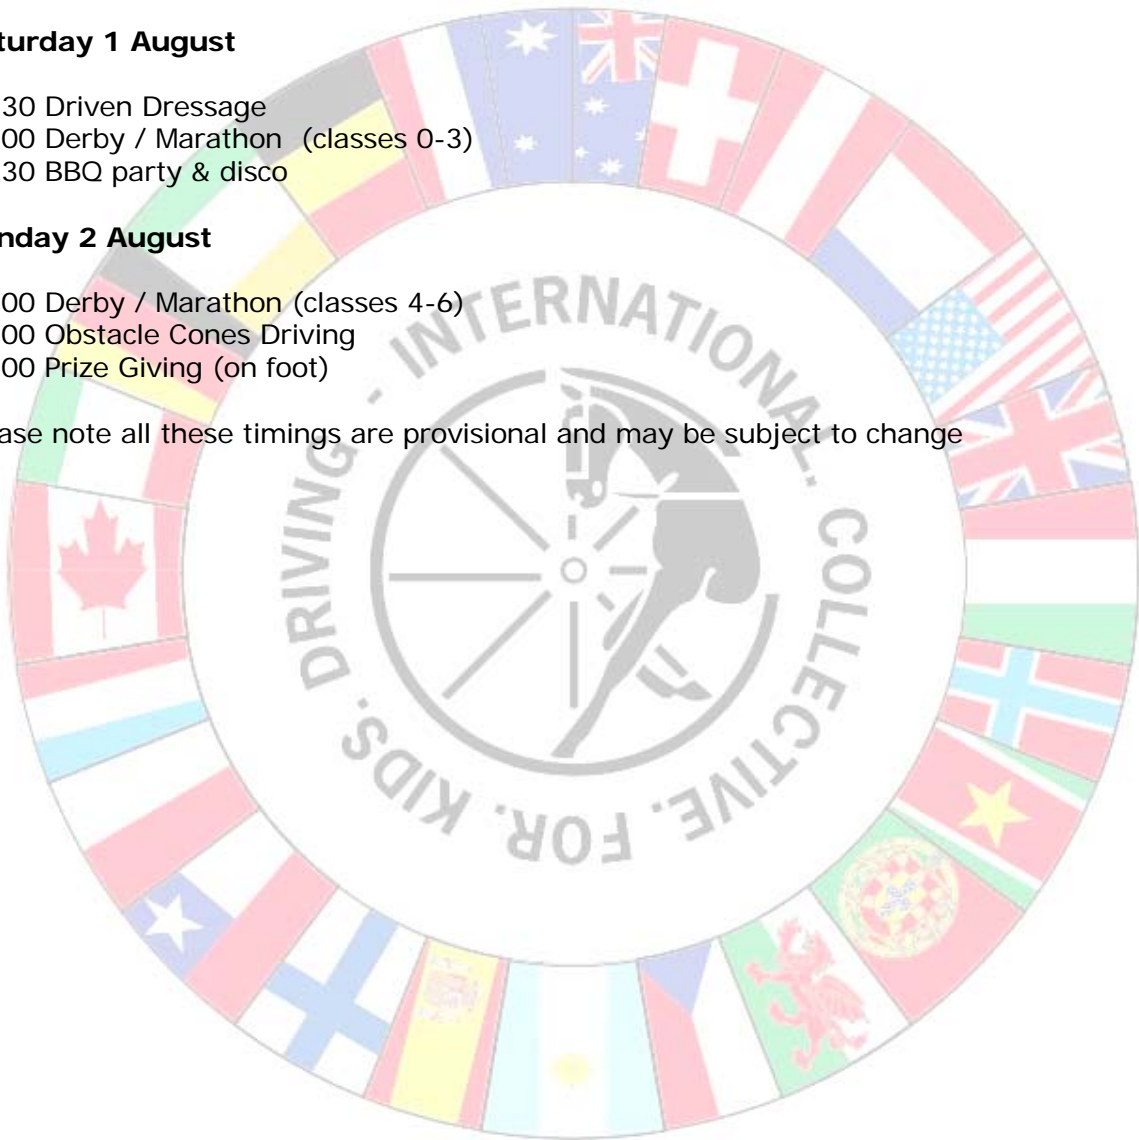 turday 1 August
30 Driven Dressage
00 Derby / Marathon (classes 0-3)
30 BBQ party & disco
nday 2 August
00 Derby / Marathon (classes 4-6)
00 Obstacle Cones Driving
00 Prize Giving (on foot)
ase note all these timings are provisional and may be subject to change
DRIVING - INTERNATIONAL. COLLECTIVE. FOR. KIDS.